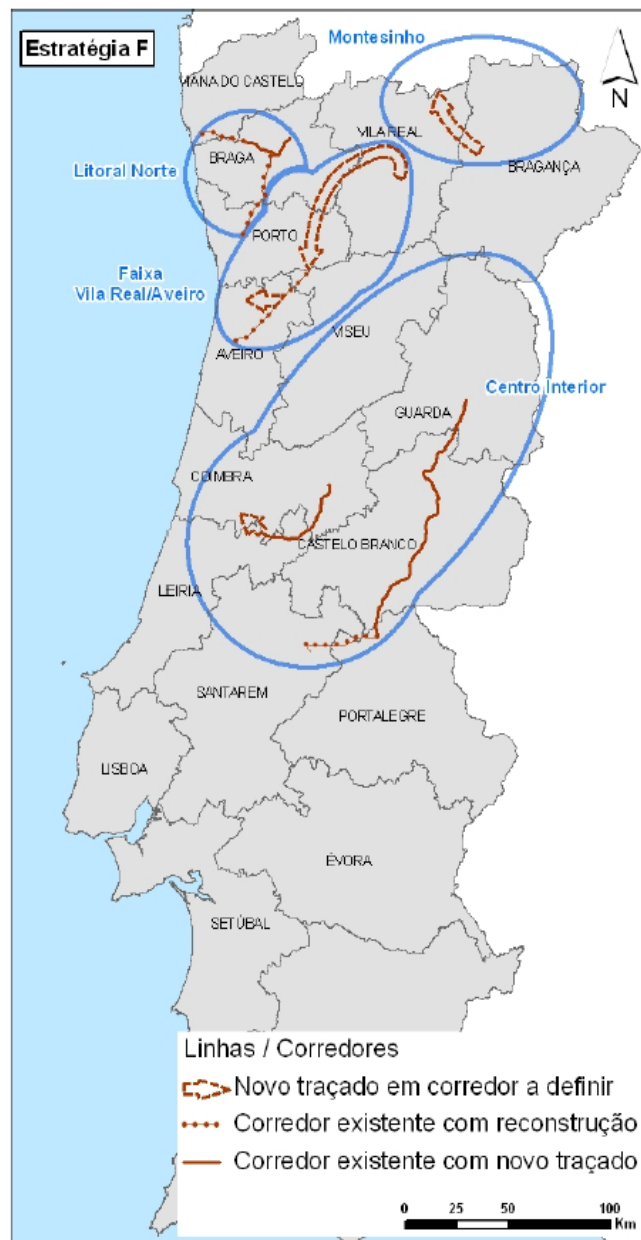 Estratégia F
Montesinho
N
VIANA DO CASTELO
VILA REAL
BRAGA
BRAGANÇA
Litoral Norte
PORTO
Faixa
Vila Real/Aveiro
VISEU
AVEIRO
Centro Interior
GUARDA
COIMBRA
CASTELO BRANCO
LEIRIA
SANTAREM
PORTALEGRE
LISBOA
ÉVORA
SETÚBAL
Linhas / Corredores
Novo traçado em corredor a definir
Corredor existente com reconstrução
Corredor existente com novo traçado
0 25 50 100
Km